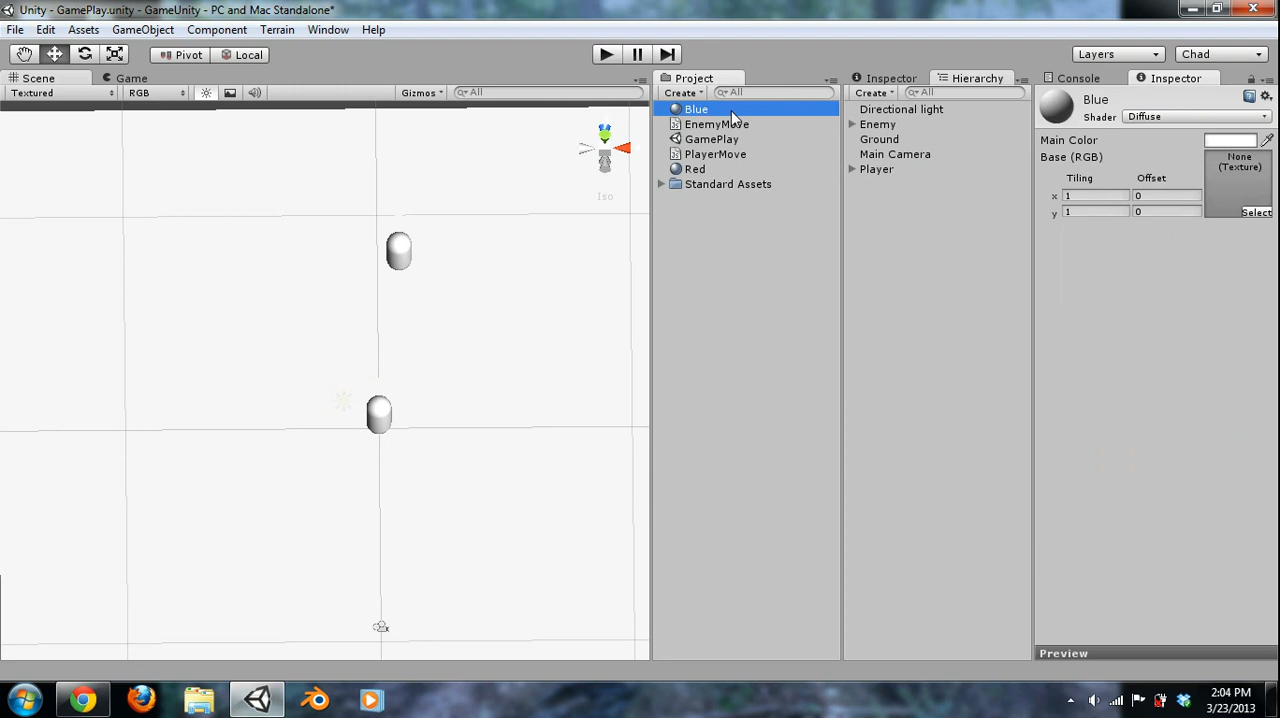 Unity - GamePlay.unity - GameUnity - PC and Mac Standalone*
File Edit Assets GameObject Component Terrain Window Help
Pivot Local Layers Chad
Scene Game
Textured RGB Gizmos All
Iso
Project
Create All
Blue
EnemyMove
GamePlay
PlayerMove
Red
Standard Assets
Inspector Hierarchy
Create All
Directional light
Enemy
Ground
Main Camera
Player
Console Inspector
Blue
Shader Diffuse
Main Color
Base (RGB)
None
(Texture)
Tiling Offset
x 1 0
y 1 0
Select
Preview
2:04 PM
3/23/2013